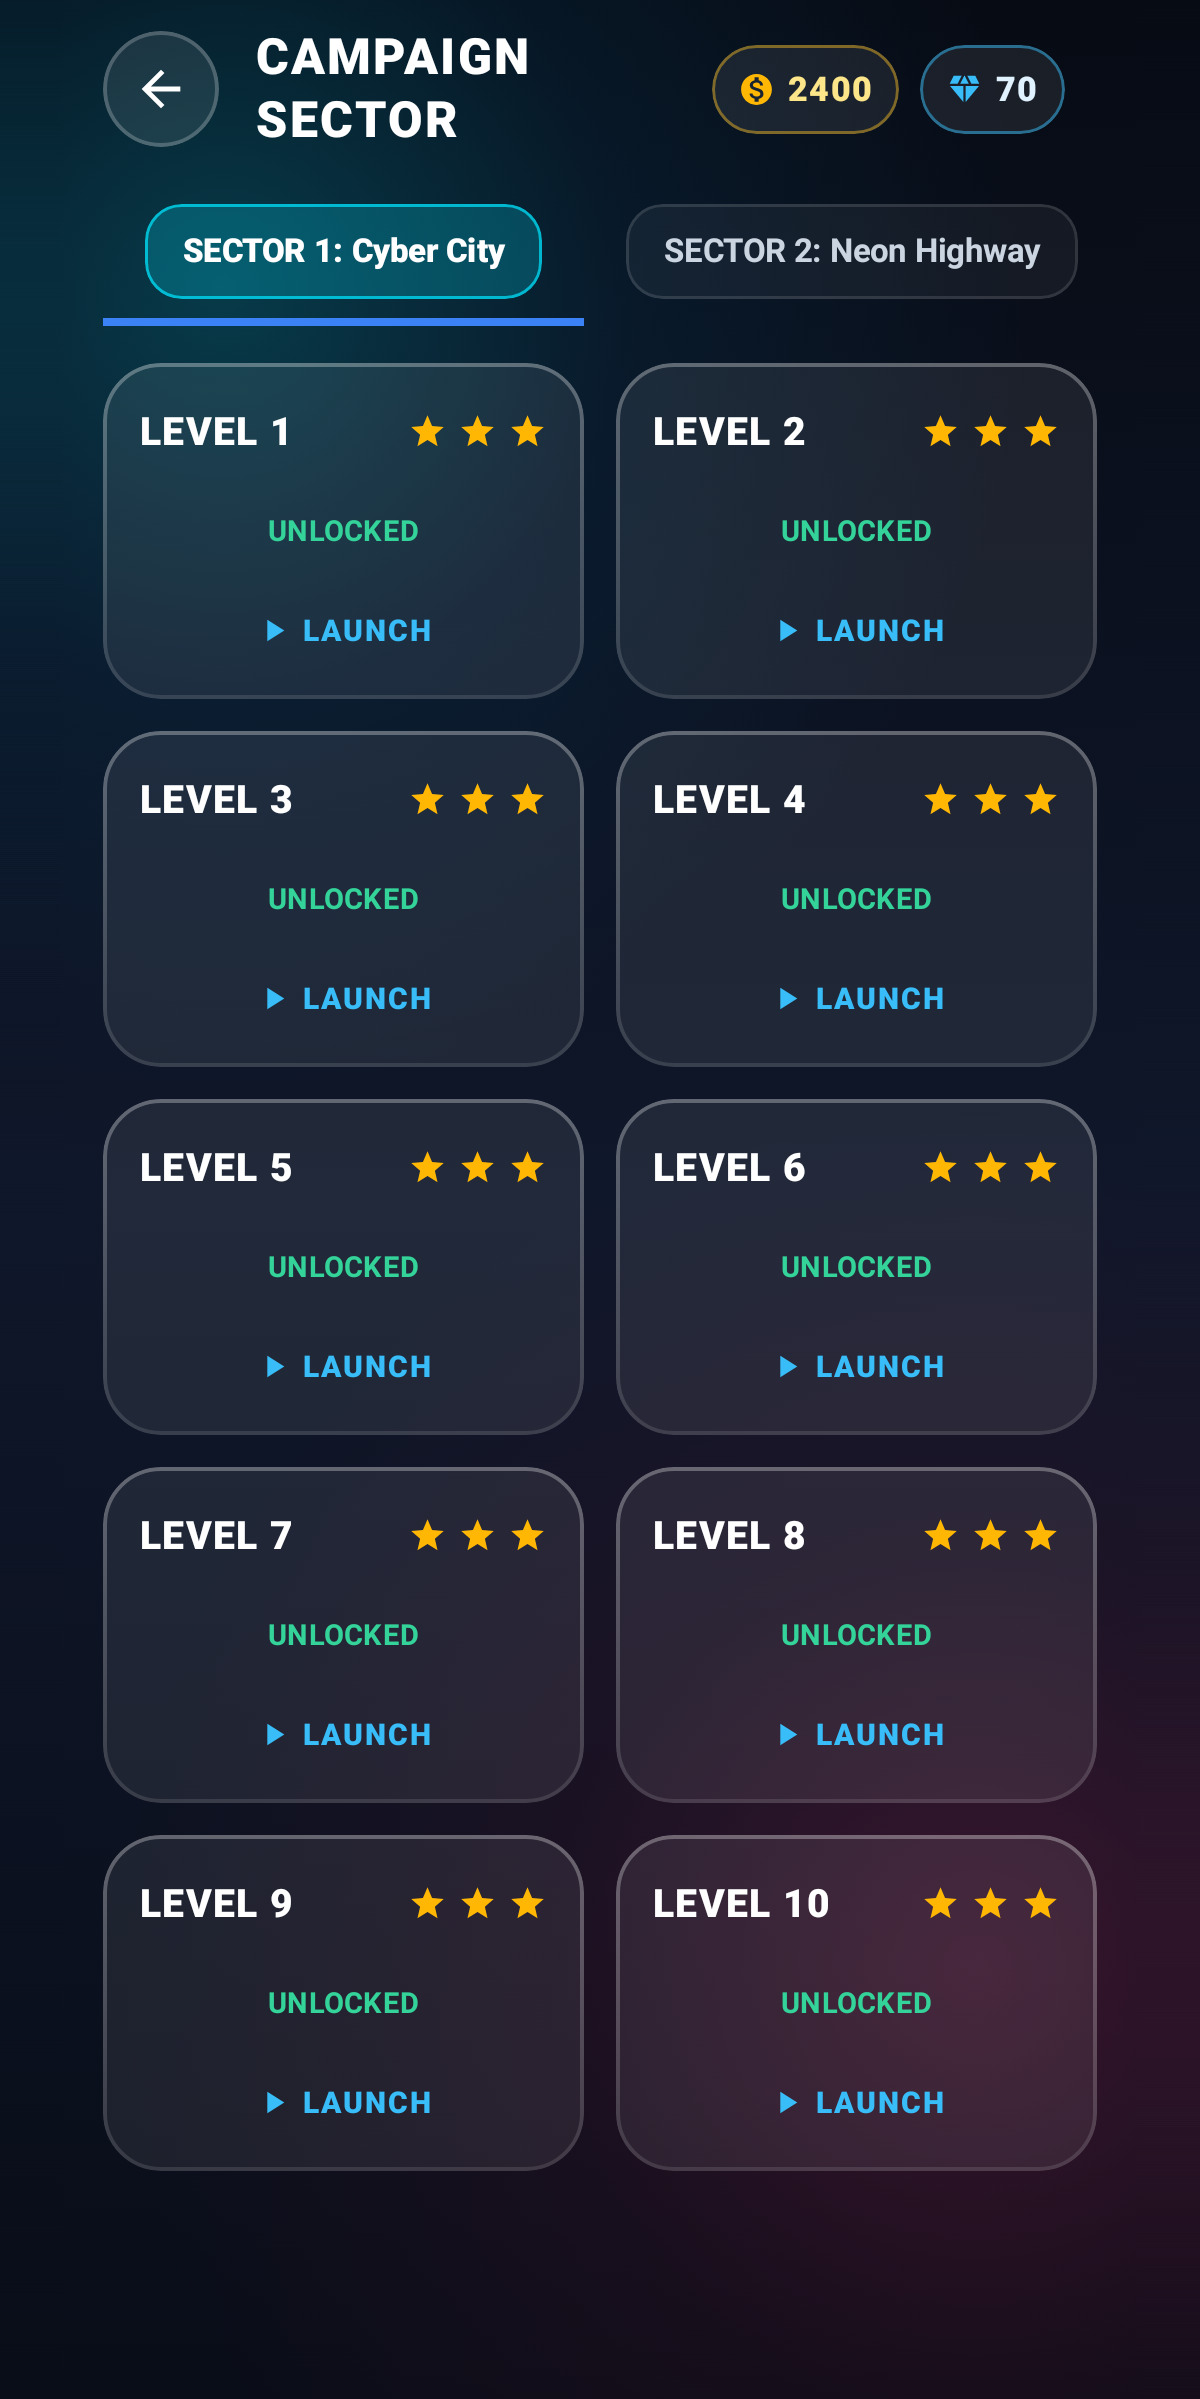 CAMPAIGN
SECTOR
2400
70
SECTOR 1: Cyber City
SECTOR 2: Neon Highway
LEVEL 1
UNLOCKED
LAUNCH
LEVEL 2
UNLOCKED
LAUNCH
LEVEL 3
UNLOCKED
LAUNCH
LEVEL 4
UNLOCKED
LAUNCH
LEVEL 5
UNLOCKED
LAUNCH
LEVEL 6
UNLOCKED
LAUNCH
LEVEL 7
UNLOCKED
LAUNCH
LEVEL 8
UNLOCKED
LAUNCH
LEVEL 9
UNLOCKED
LAUNCH
LEVEL 10
UNLOCKED
LAUNCH